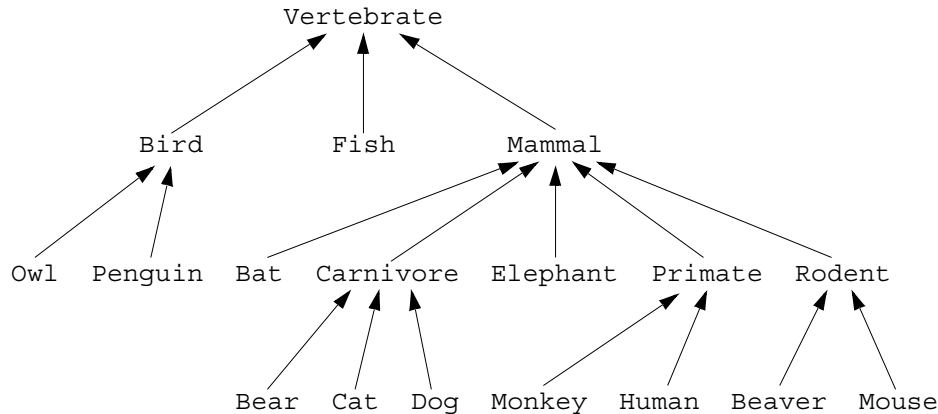 Vertebrate
Bird Fish Mammal
Owl Penguin Bat Carnivore Elephant Primate Rodent
Bear Cat Dog Monkey Human Beaver Mouse